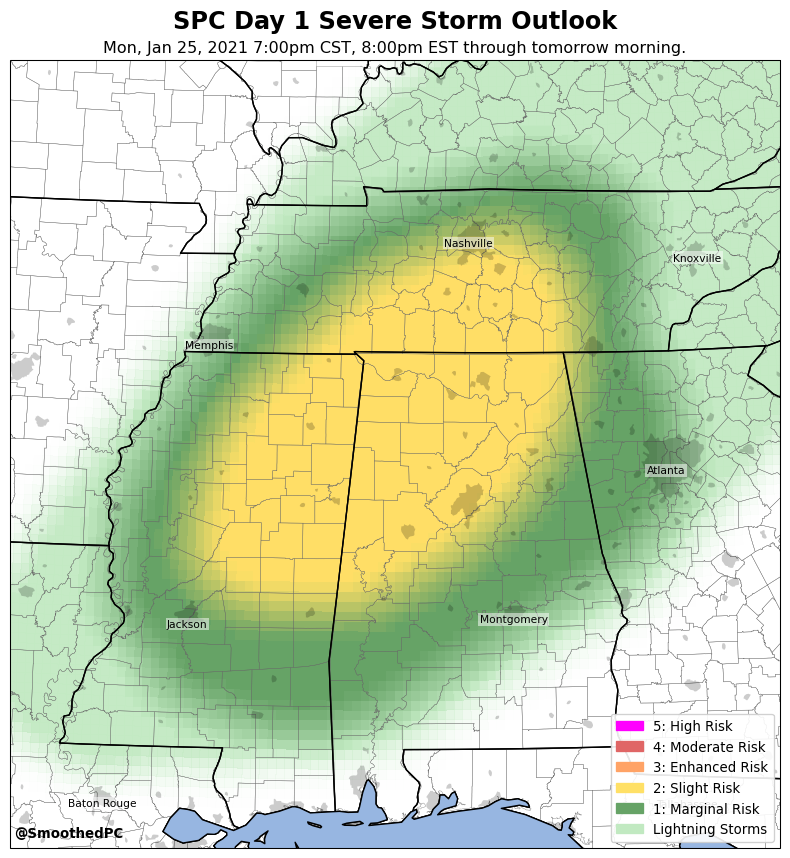 SPC Day 1 Severe Storm Outlook
Mon, Jan 25, 2021 7:00pm CST, 8:00pm EST through tomorrow morning.
Nashville
Knoxville
Memphis
Atlanta
Montgomery
Jackson
5: High Risk
4: Moderate Risk
3: Enhanced Risk
2: Slight Risk
1: Marginal Risk
Lightning Storms
Baton Rouge
@SmoothedPC